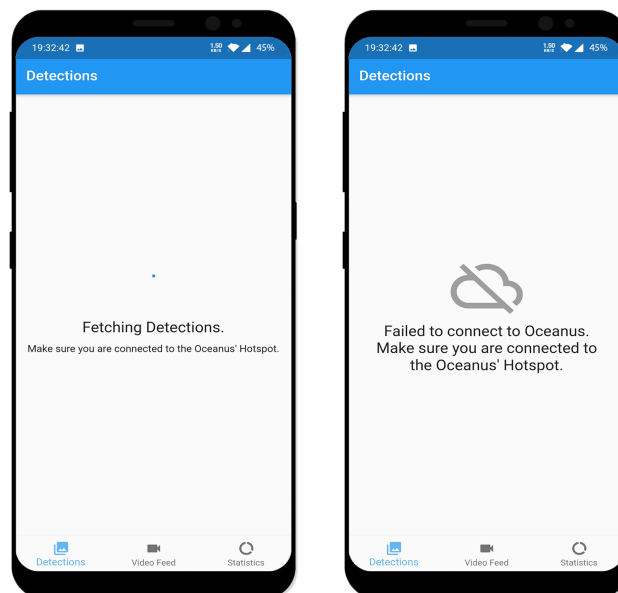 19:32:42 1.50 KB/S 45%
Detections
Fetching Detections.
Make sure you are connected to the Oceanus' Hotspot.
Detections Video Feed Statistics
19:32:42 1.50 KB/S 45%
Detections
Failed to connect to Oceanus.
Make sure you are connected to
the Oceanus' Hotspot.
Detections Video Feed Statistics